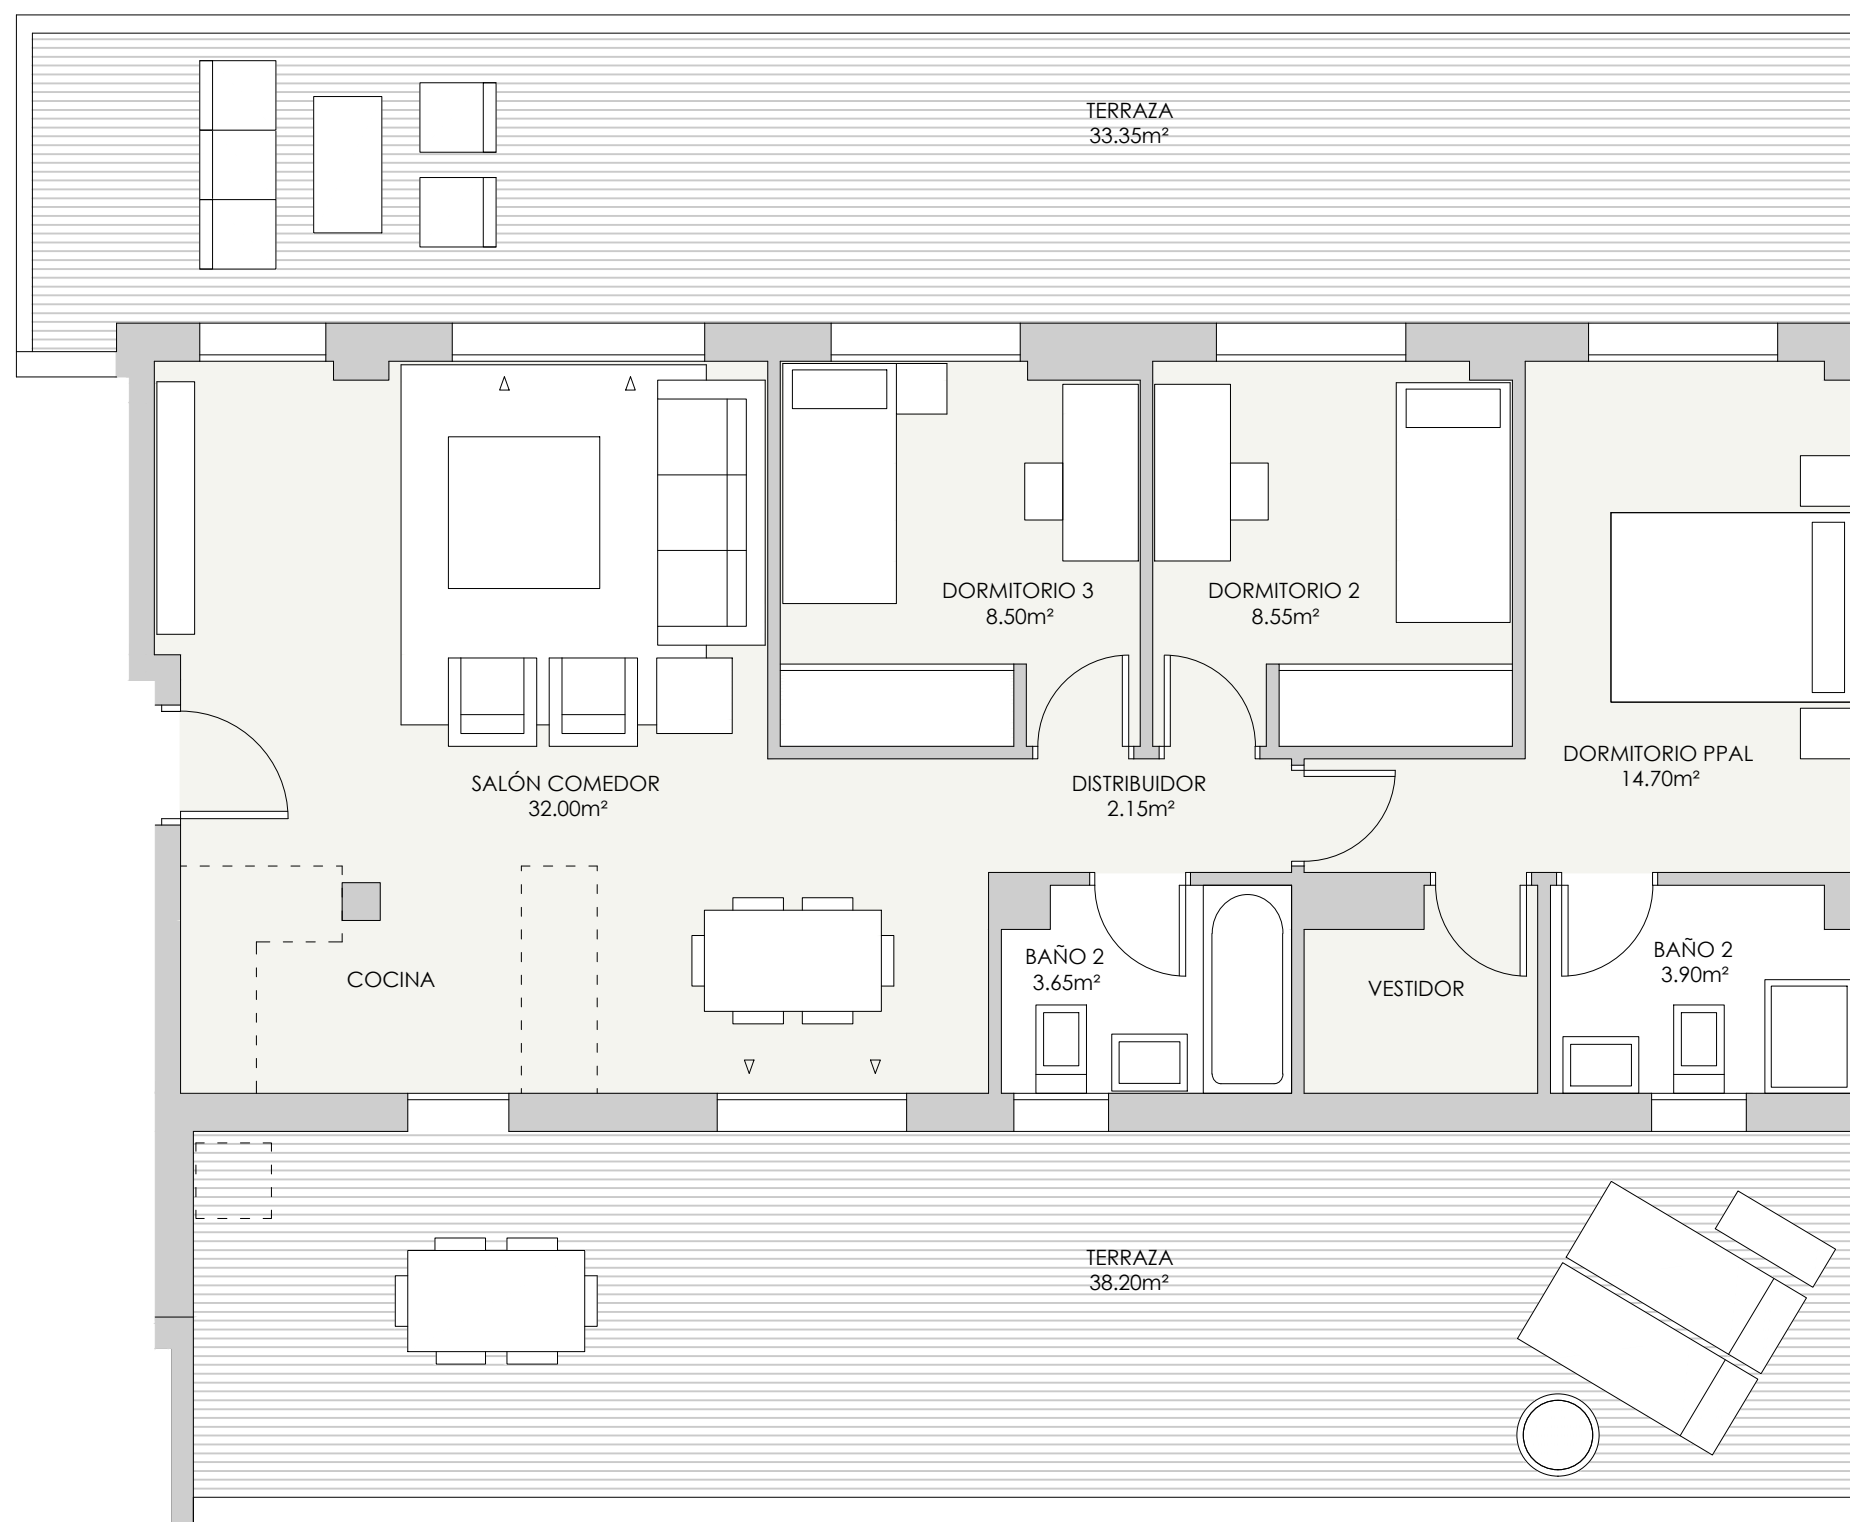 TERRAZA
33.35m²
DORMITORIO 3
8.50m²
DORMITORIO 2
8.55m²
DORMITORIO PPAL
14.70m²
SALÓN COMEDOR
32.00m²
DISTRIBUIDOR
2.15m²
COCINA
BAÑO 2
3.65m²
VESTIDOR
BAÑO 2
3.90m²
TERRAZA
38.20m²